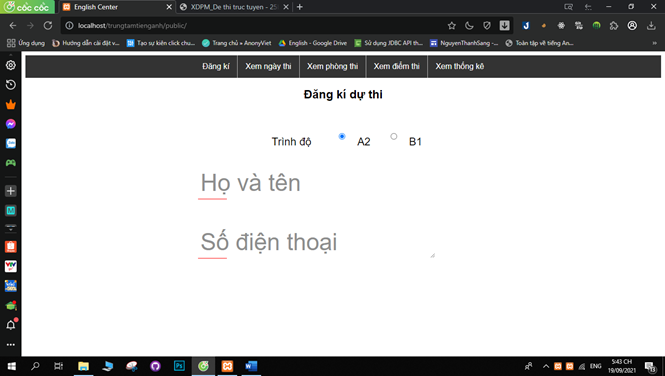 cốc cốc
English Center
XDPM_De thi truc tuyen - 25
localhost/trungtamtienganh/public/
Ứng dụng
Hướng dẫn cài đặt v...
Tạo sự kiện click chu...
Trang chủ » AnonyViet
English - Google Drive
Sử dụng JDBC API th...
NguyenThanhSang -...
Toàn tập về tiếng An...
Đăng kí
Xem ngày thi
Xem phòng thi
Xem điểm thi
Xem thống kê
Đăng kí dự thi
Trình độ
A2
B1
Họ và tên
Số điện thoại
ENG
5:43 CH
19/09/2021